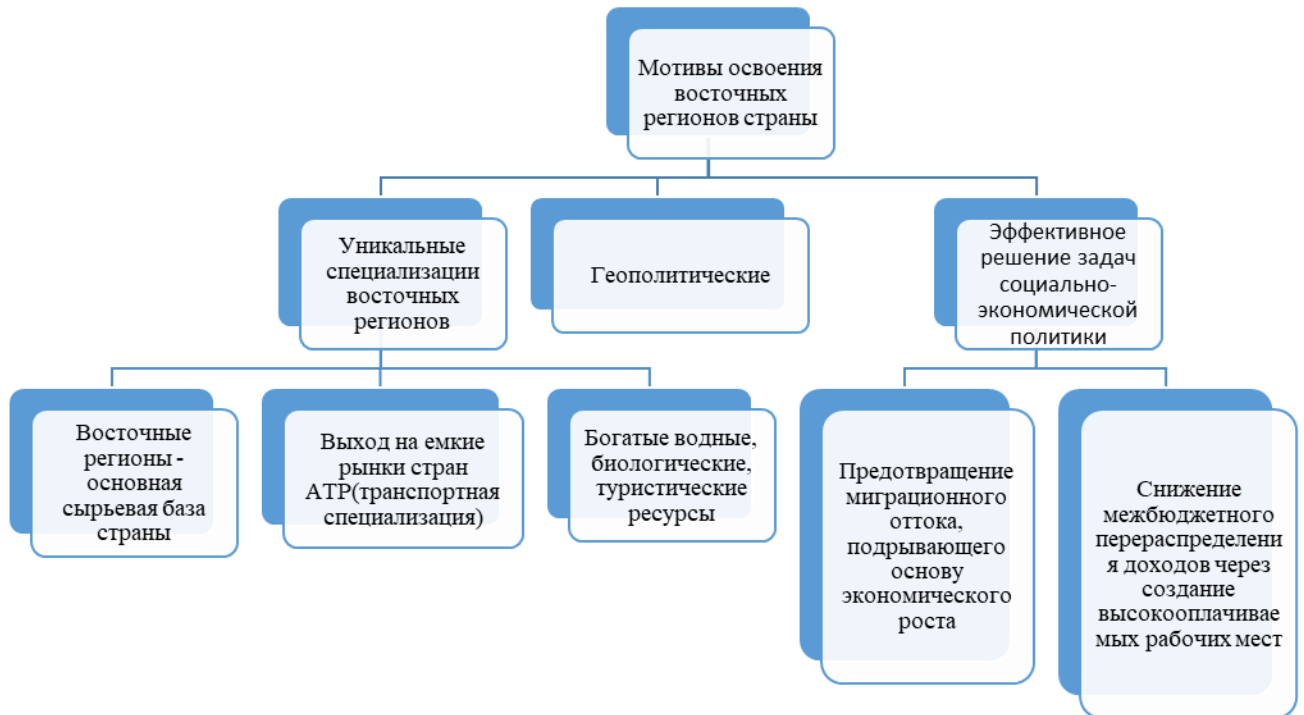 Мотивы освоения
восточных
регионов страны
Уникальные
специализации
восточных
регионов
Геополитические
Эффективное
решение задач
социально-
экономической
политики
Восточные
регионы -
основная
сырьевая база
страны
Выход на емкие
рынки стран
АТР(транспортная
специализация)
Богатые водные,
биологические,
туристические
ресурсы
Предотвращение
миграционного
оттока,
подрывающего
основу
экономического
роста
Снижение
межбюджетного
перераспределени
я доходов через
создание
высокооплачивае
мых рабочих мест